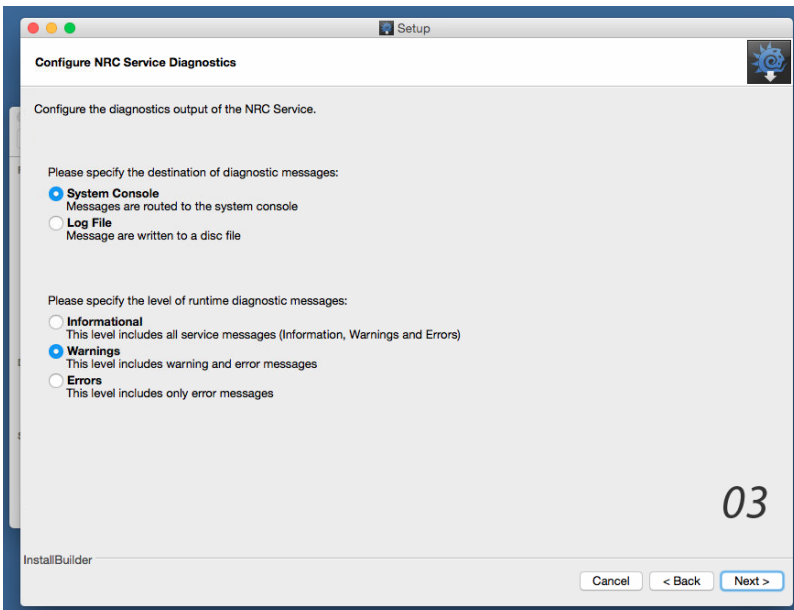 Setup
Configure NRC Service Diagnostics
Configure the diagnostics output of the NRC Service.
Please specify the destination of diagnostic messages:
System Console
Messages are routed to the system console
Log File
Message are written to a disc file
Please specify the level of runtime diagnostic messages:
Informational
This level includes all service messages (Information, Warnings and Errors)
Warnings
This level includes warning and error messages
Errors
This level includes only error messages
03
InstallBuilder
Cancel
< Back
Next >